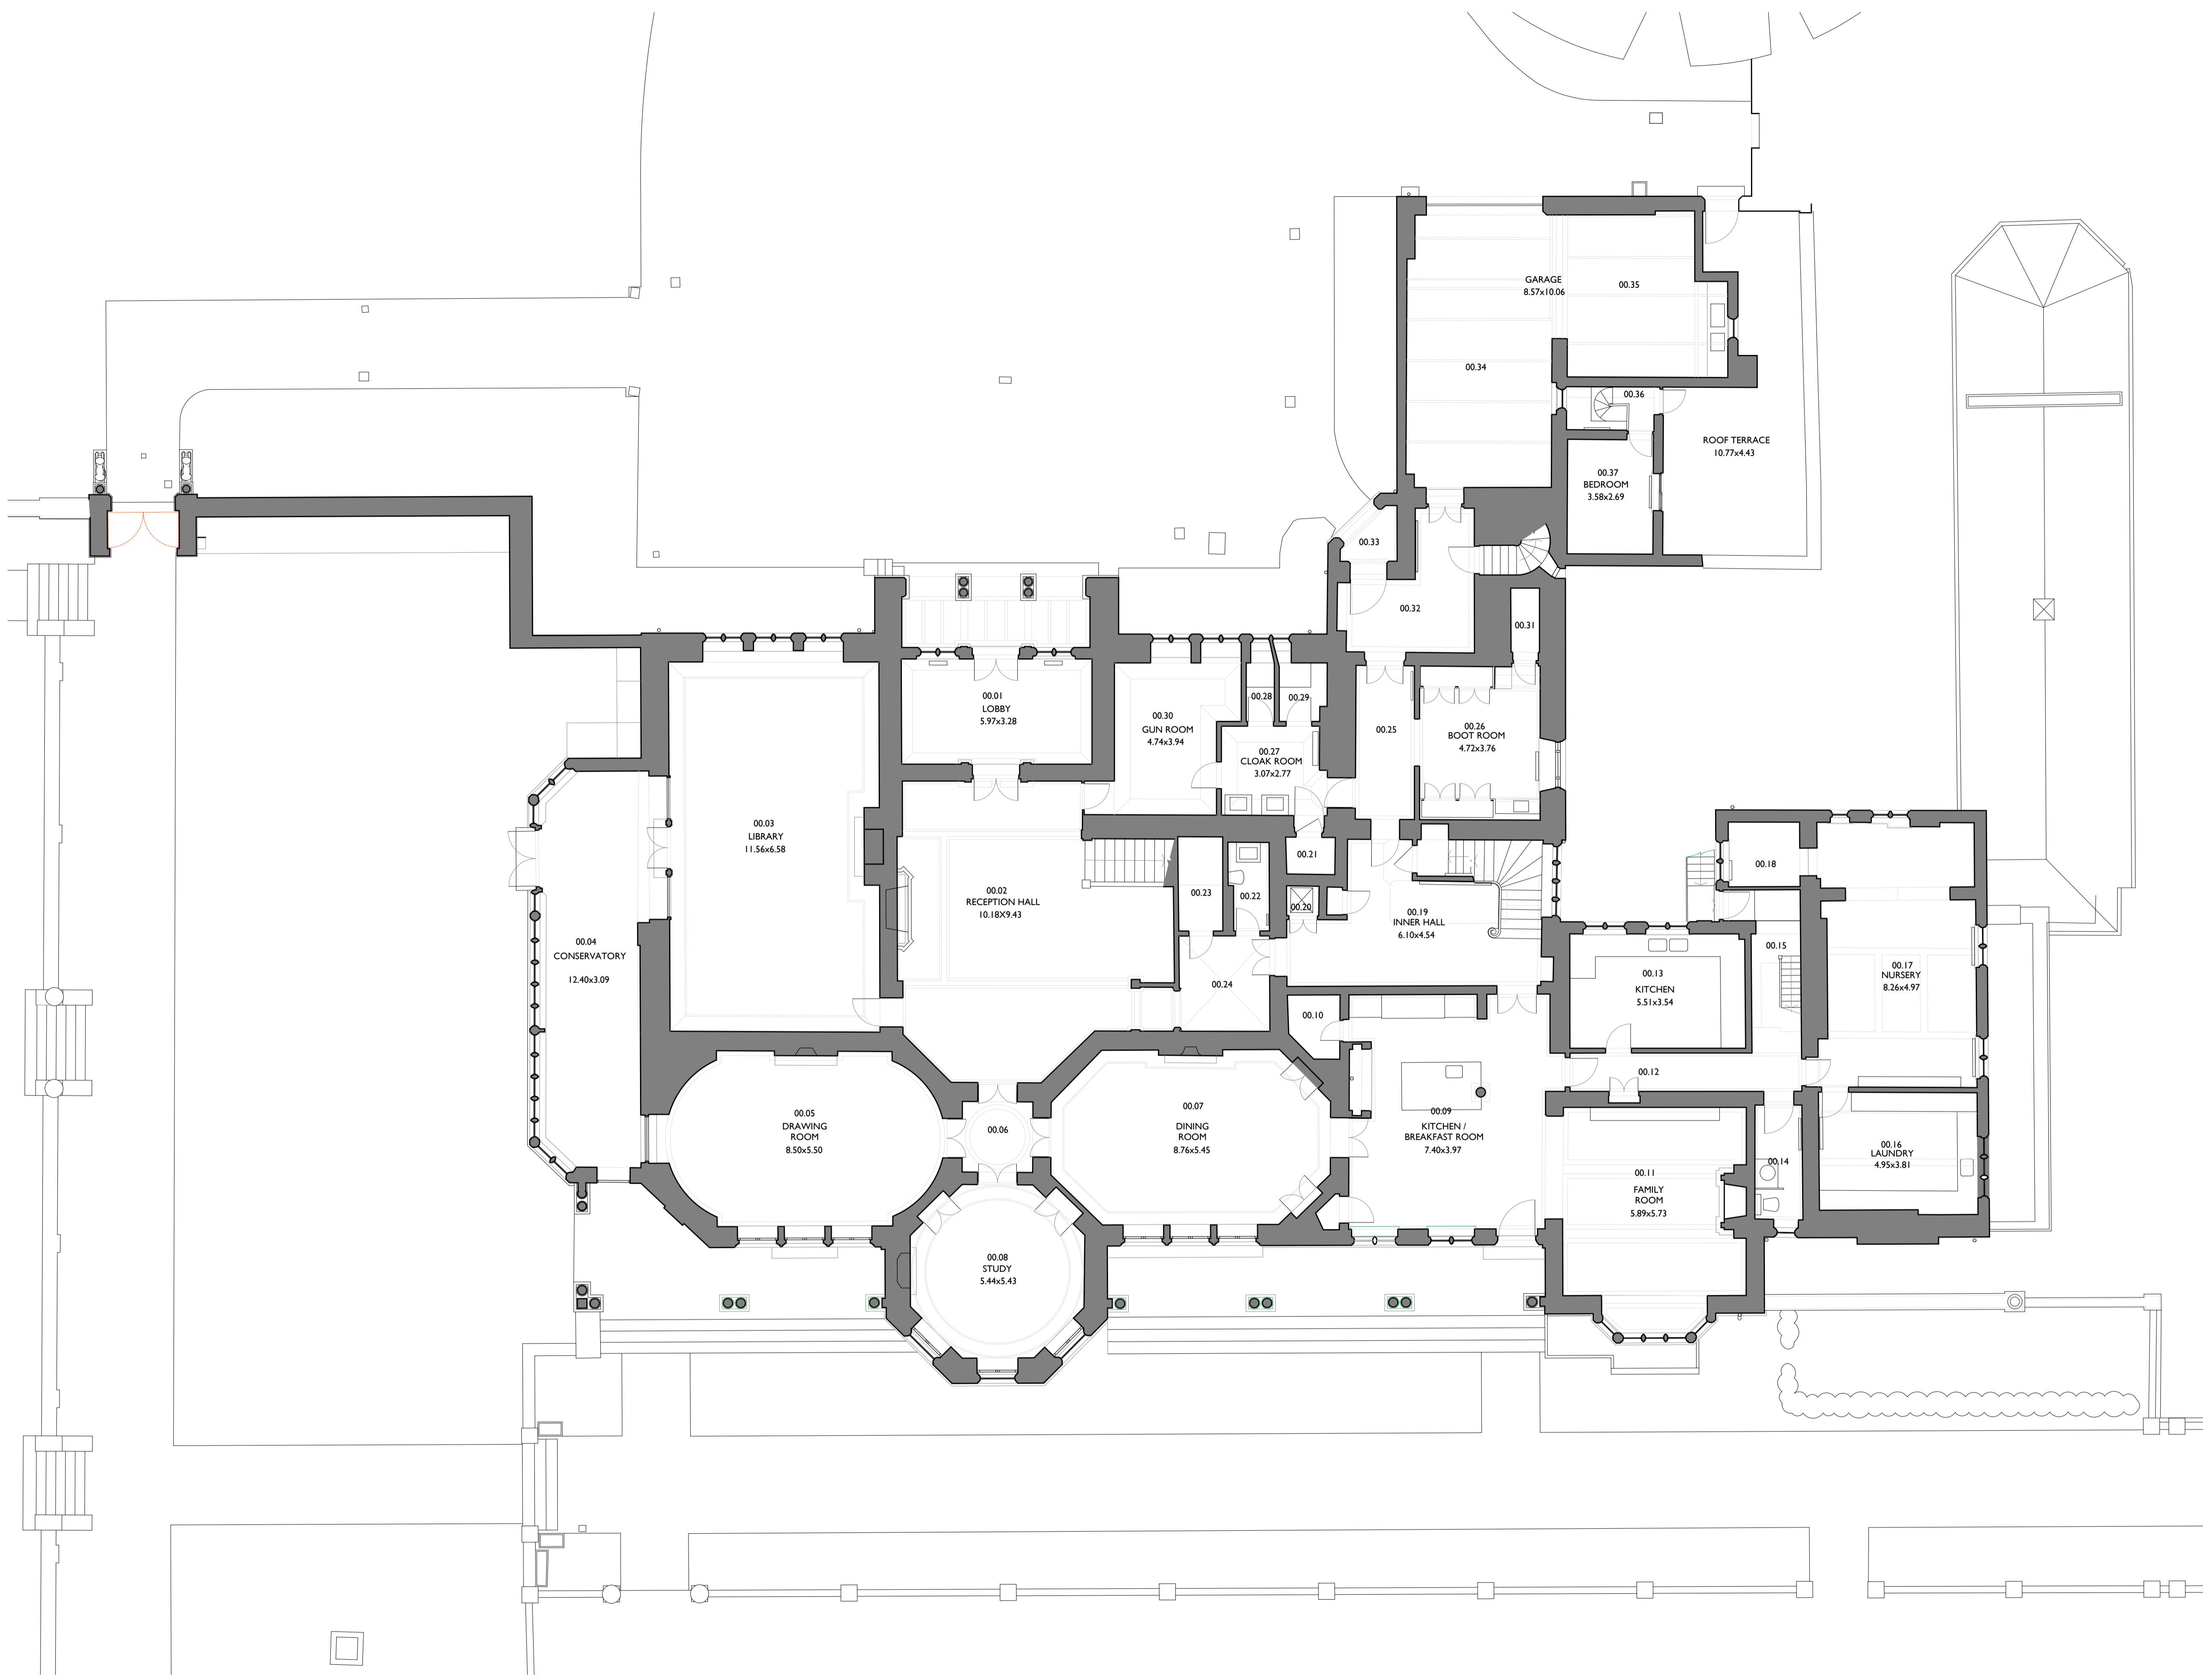 GARAGE
8.57x10.06
00.35
00.34
00.36
ROOF TERRACE
10.77x4.43
00.37
BEDROOM
3.58x2.69
00.33
00.32
00.31
00.01
LOBBY
5.97x3.28
00.30
GUN ROOM
4.74x3.94
00.28
00.29
00.27
CLOAK ROOM
3.07x2.77
00.25
00.26
BOOT ROOM
4.72x3.76
00.03
LIBRARY
11.56x6.58
00.02
RECEPTION HALL
10.18X9.43
00.23
00.22
00.21
00.20
00.19
INNER HALL
6.10x4.54
00.18
00.04
CONSERVATORY
12.40x3.09
00.24
00.13
KITCHEN
5.51x3.54
00.15
00.17
NURSERY
8.26x4.97
00.10
00.12
00.05
DRAWING
ROOM
8.50x5.50
00.06
00.07
DINING
ROOM
8.76x5.45
00.09
KITCHEN /
BREAKFAST ROOM
7.40x3.97
00.11
FAMILY
ROOM
5.89x5.73
00.14
00.16
LAUNDRY
4.95x3.81
00.08
STUDY
5.44x5.43